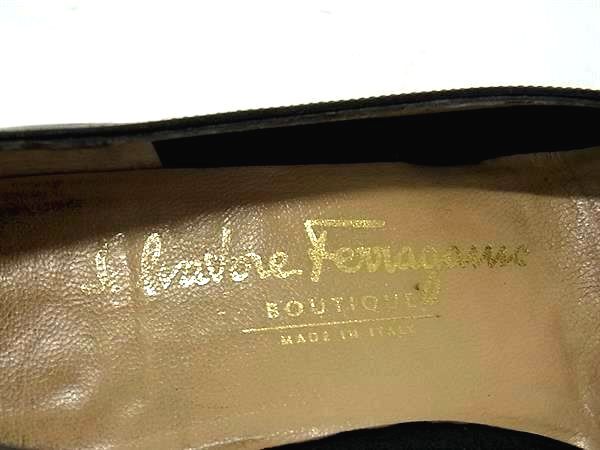 Salvatore Ferragamo
BOUTIQUE
MADE IN ITALY